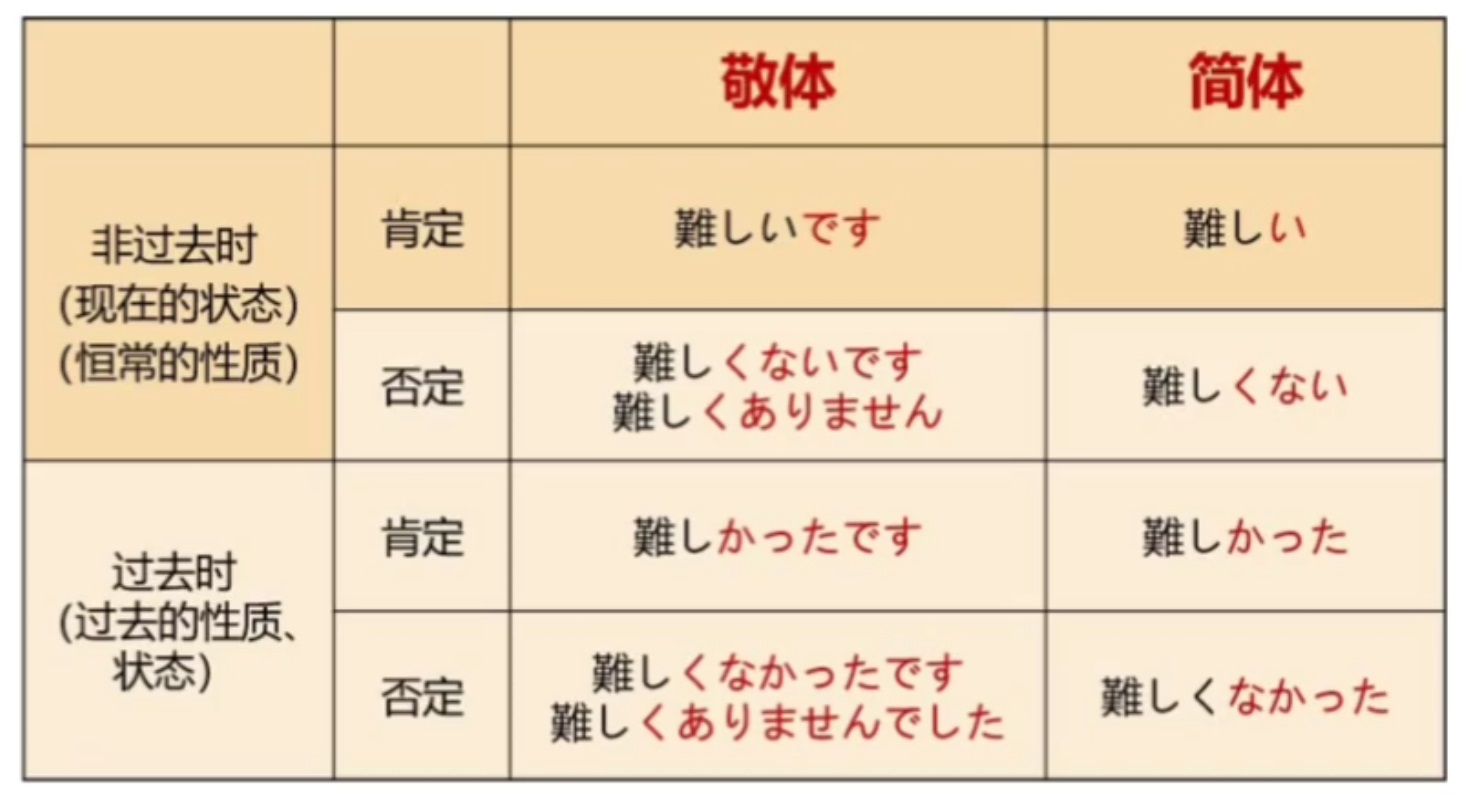 敬体
简体
非过去时
(现在的状态)
(恒常的性质)
肯定
難しいです
難しい
否定
難しくないです
難しくありません
難しくない
过去时
(过去的性质、
状态)
肯定
難しかったです
難しかった
否定
難しくなかったです
難しくありませんでした
難しくなかった